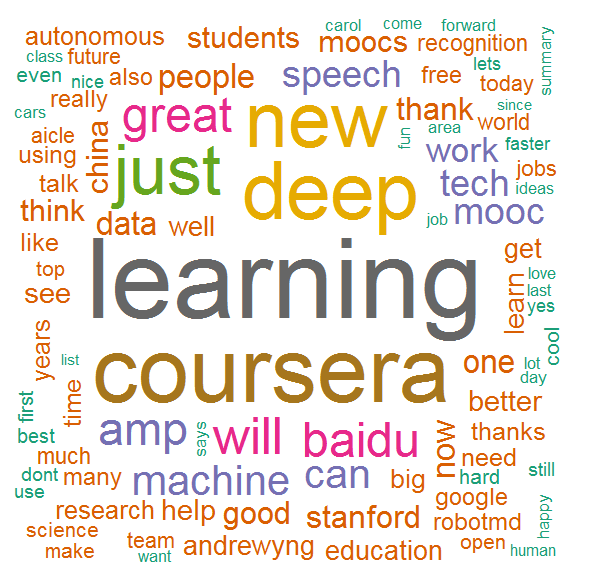 carol come forward
autonomous students moocs recognition
class future lets summary
even nice also people speech free today
really great new thank since
cars world
aicle china just fun area work faster
using deep tech jobs
talk ideas
think data well job mooc
like learning get
top love
see learn last
yes
years coursera one cool
list lot
time day
first amp says will baidu better
best now thanks
much need
dont many machine can big hard still
use google
research help good stanford robotmd happy
science
make team andrewyng education open human
want